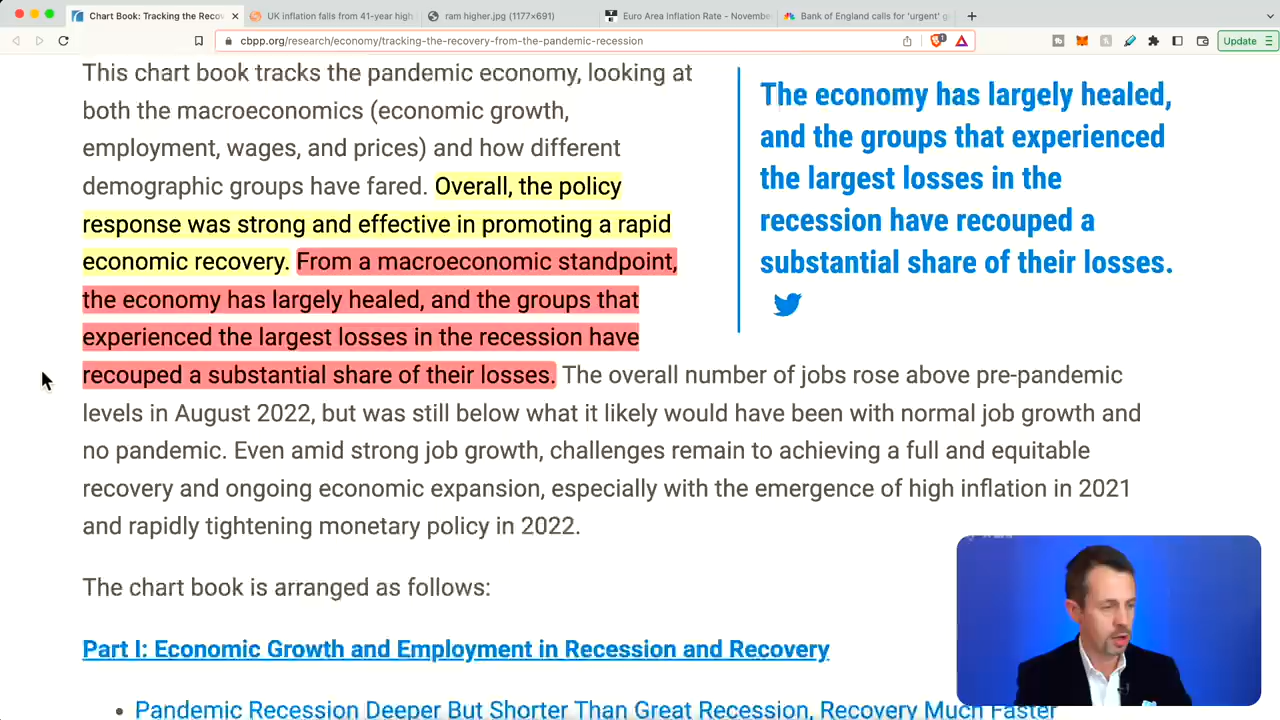 Chart Book: Tracking the Reco
UK inflation falls from 41-year high
ram higher.jpg (1177×691)
Euro Area Inflation Rate - Novembe
Bank of England calls for 'urgent' g
cbpp.org/research/economy/tracking-the-recovery-from-the-pandemic-recession
Update
This chart book tracks the pandemic economy, looking at
both the macroeconomics (economic growth,
employment, wages, and prices) and how different
demographic groups have fared. Overall, the policy
response was strong and effective in promoting a rapid
economic recovery. From a macroeconomic standpoint,
the economy has largely healed, and the groups that
experienced the largest losses in the recession have
recouped a substantial share of their losses. The overall number of jobs rose above pre-pandemic
levels in August 2022, but was still below what it likely would have been with normal job growth and
no pandemic. Even amid strong job growth, challenges remain to achieving a full and equitable
recovery and ongoing economic expansion, especially with the emergence of high inflation in 2021
and rapidly tightening monetary policy in 2022.
The economy has largely healed,
and the groups that experienced
the largest losses in the
recession have recouped a
substantial share of their losses.
The chart book is arranged as follows:
Part I: Economic Growth and Employment in Recession and Recovery
• Pandemic Recession Deeper But Shorter Than Great Recession, Recovery Much Faster